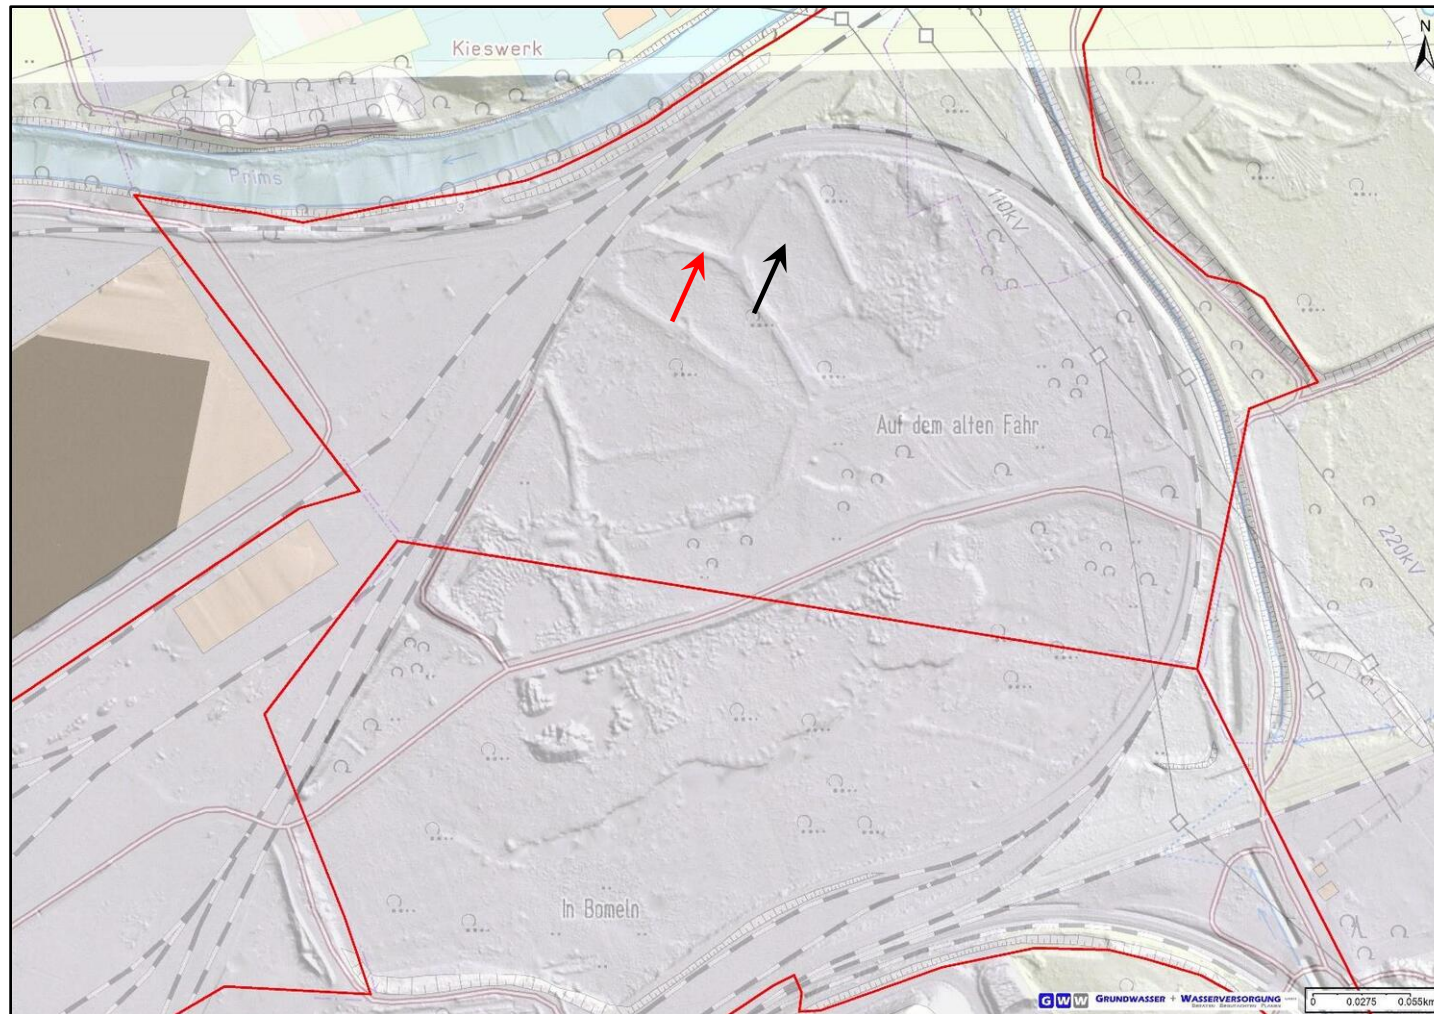 N
Kieswerk
Prims
110kV
Auf dem alten Fahr
220kV
In Bomeln
GWW GRUNDWASSER + WASSERVERSORGUNG
0 0.0275 0.055km